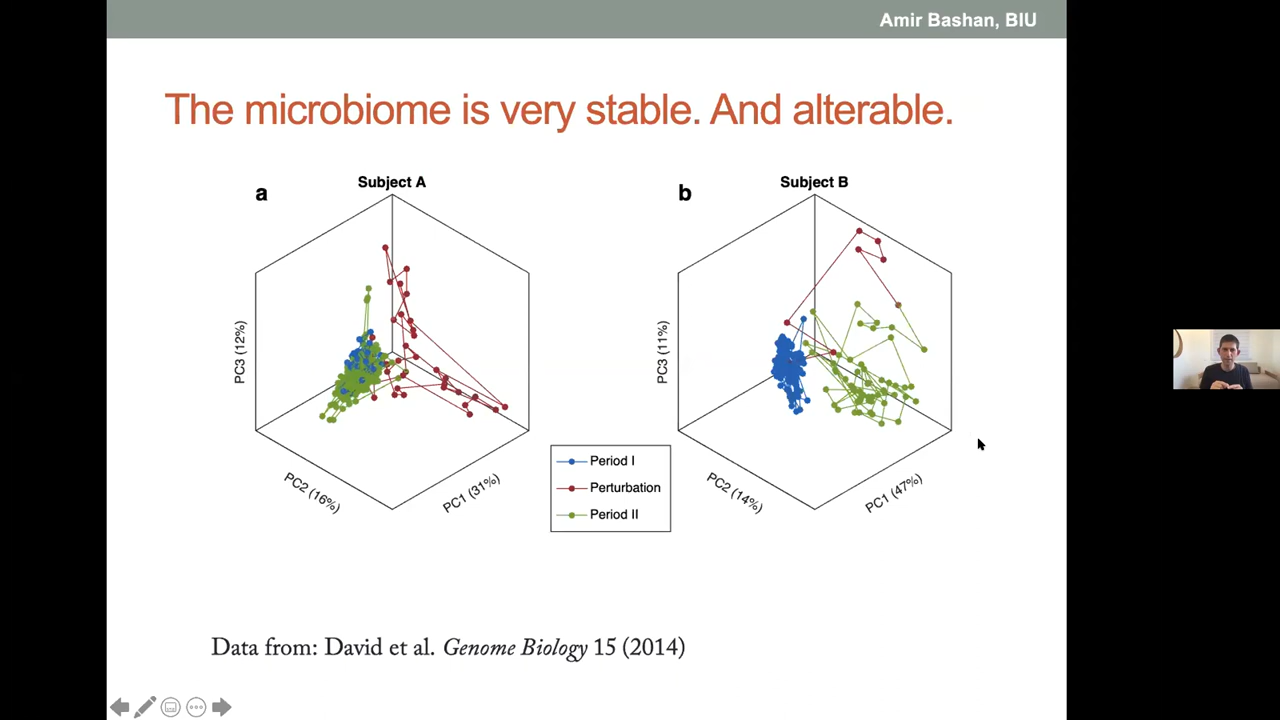 Amir Bashan, BIU
The microbiome is very stable. And alterable.
a
Subject A
b
Subject B
PC3 (12%)
PC2 (16%)
PC1 (31%)
PC3 (11%)
PC2 (14%)
PC1 (47%)
Period I
Perturbation
Period II
Data from: David et al. Genome Biology 15 (2014)